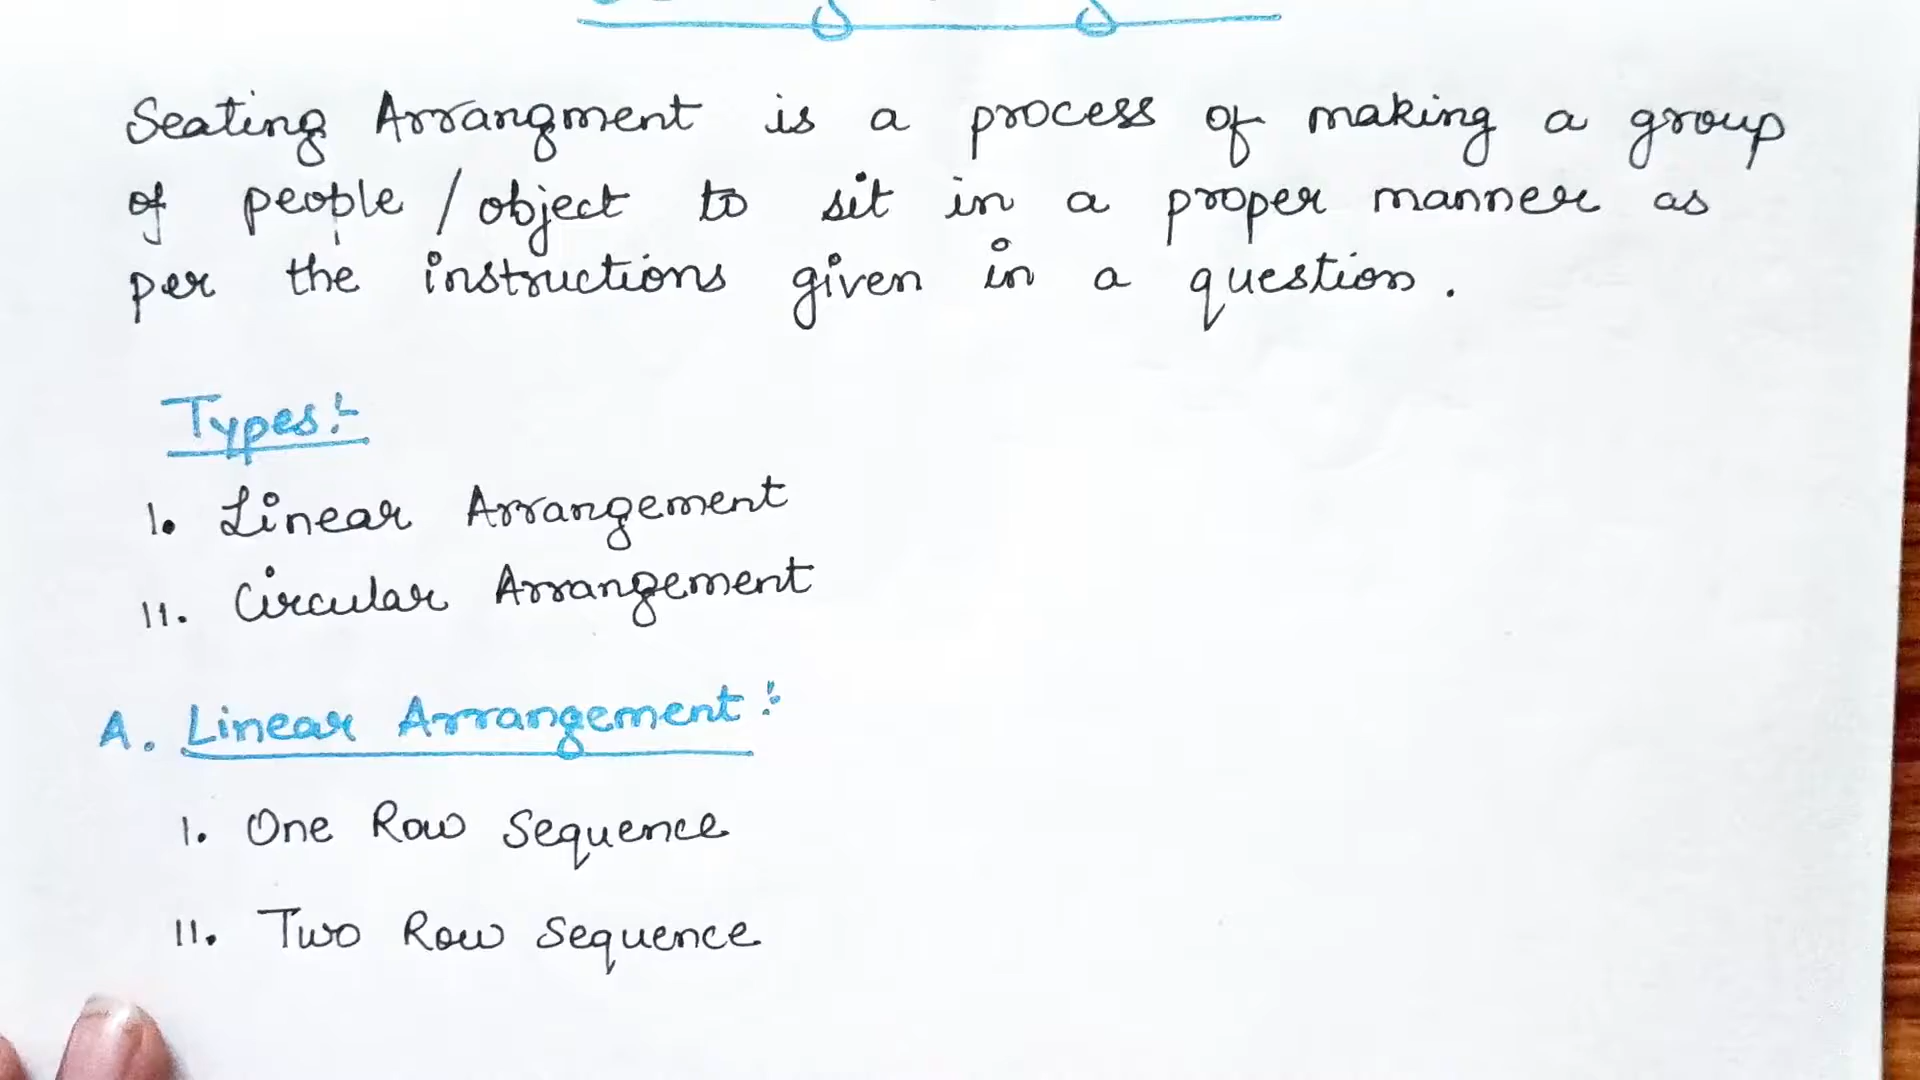 Seating Arrangment is a process of making a group
of people / object to sit in a proper manner as
per the instructions given in a question.
Types:-
I. Linear Arrangement
II. Circular Arrangement
A. Linear Arrangement:-
I. One Row Sequence
II. Two Row Sequence